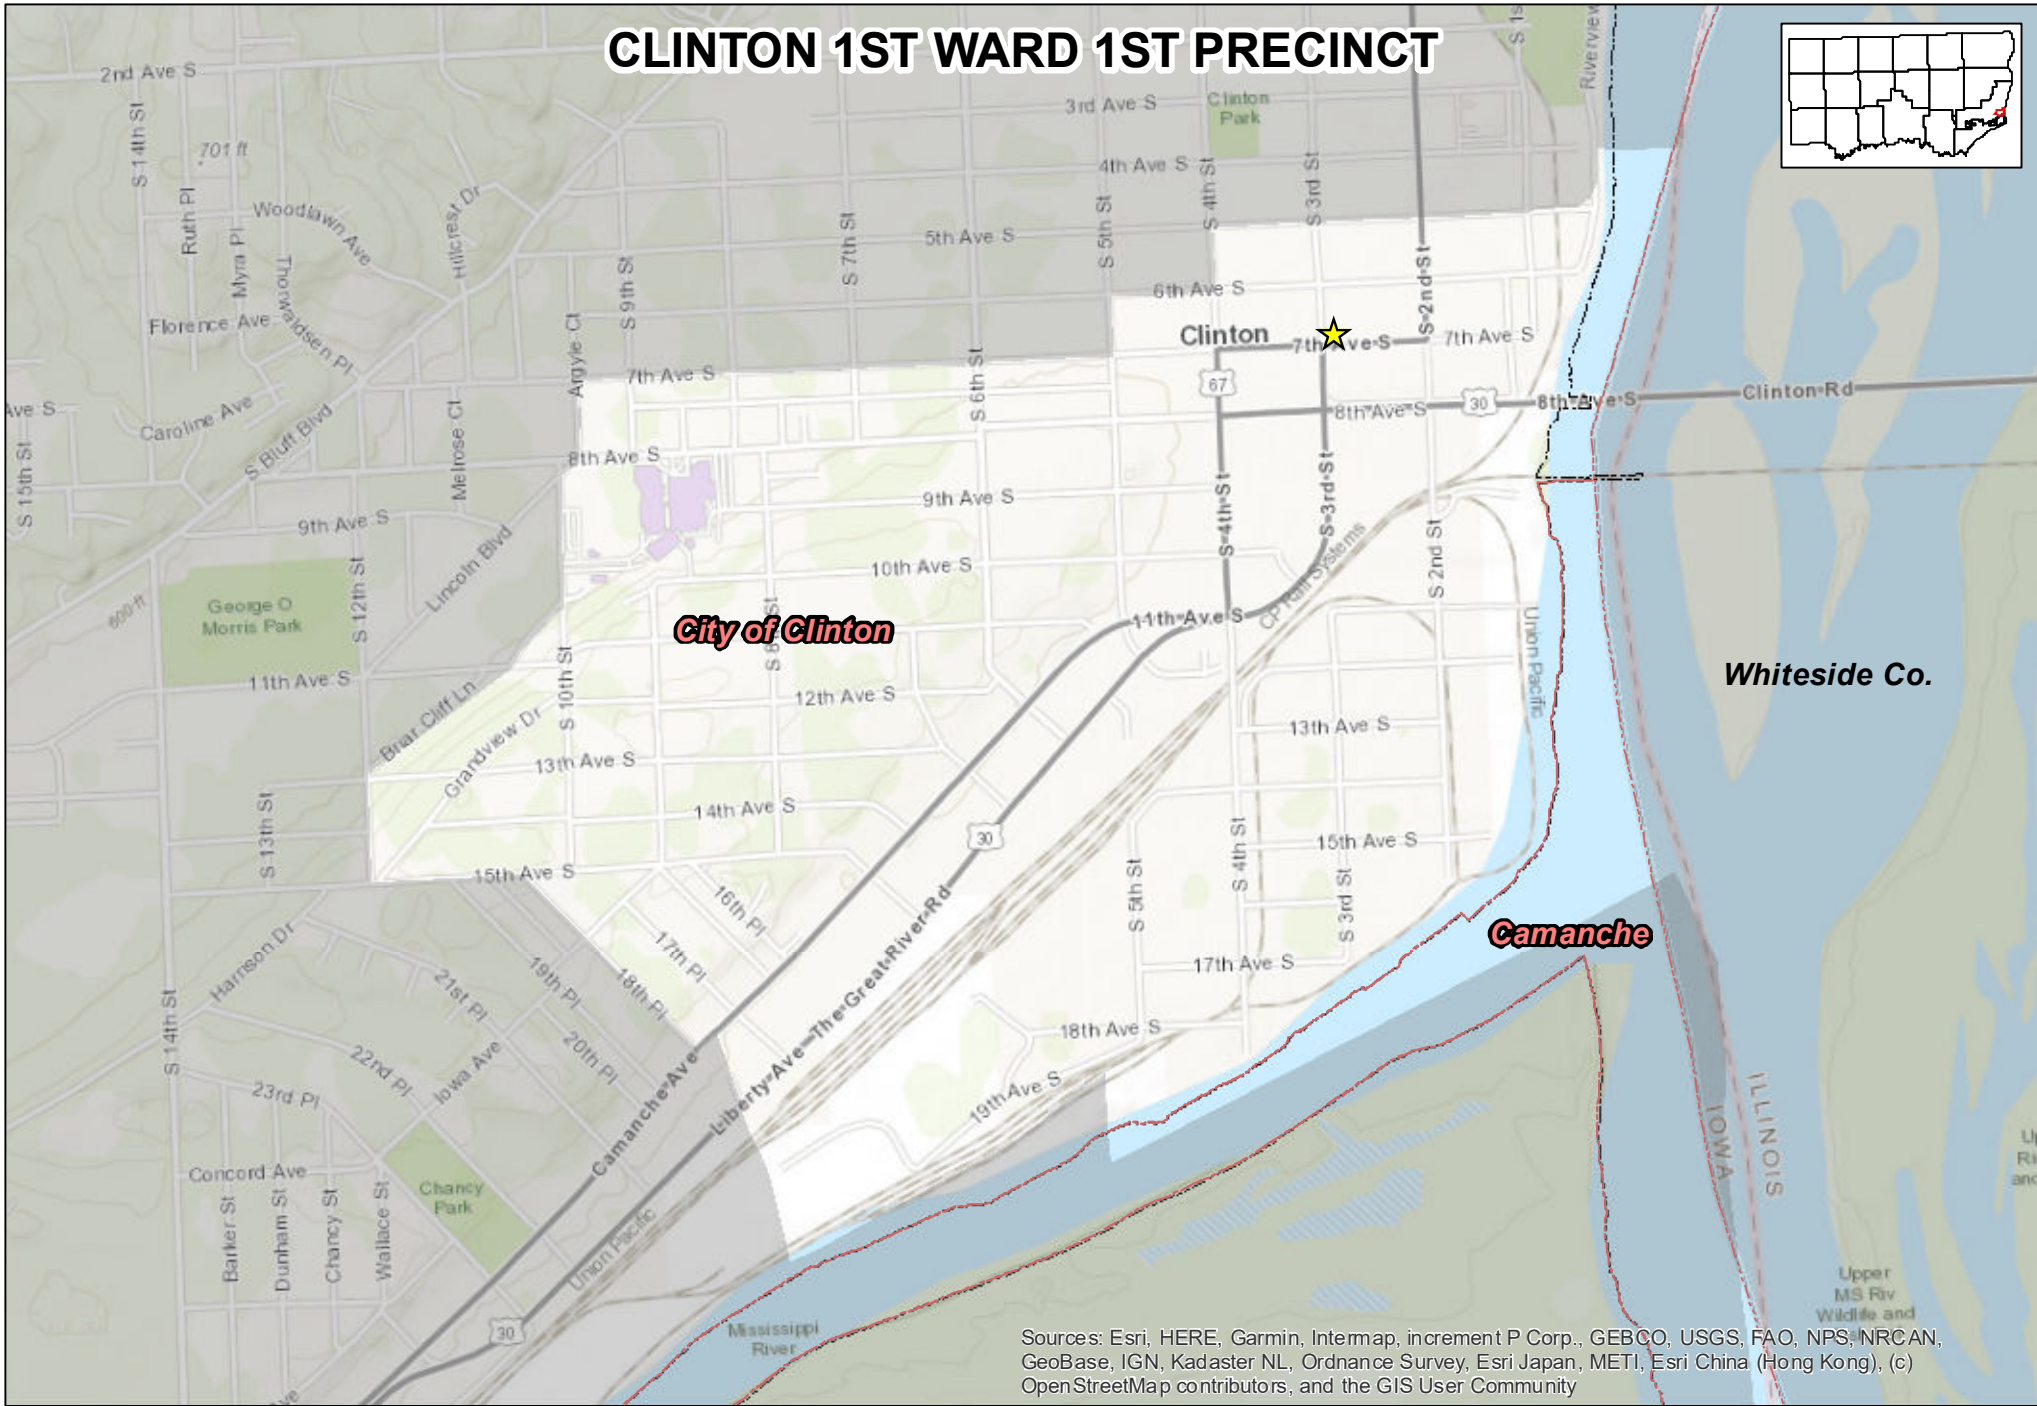 CLINTON 1ST WARD 1ST PRECINCT
2nd Ave S
3rd Ave S
Clinton
Park
S 1s
Riverview
S 14th St
701 ft
4th Ave S
S 4th St
S 3rd St
Ruth Pl
Woodlawn Ave
Hillcrest Dr
Myra Pl
Thorwaldsen Pl
S 7th St
5th Ave S
S 5th St
S 9th St
6th Ave S
S 2nd St
Florence Ave
Argyle Ct
Clinton
7th Ave S
7th Ave S
7th Ave S
S 6th St
67
8th Ave S
30
8th Ave S
Clinton Rd
Ave S
Caroline Ave
S Bluff Blvd
Melrose Ct
8th Ave S
S 15th St
9th Ave S
9th Ave S
S 4th St
S 3rd St
S 12th St
Lincoln Blvd
CP Rail Systems
S 2nd St
10th Ave S
600 ft
George O
Morris Park
11th Ave S
City of Clinton
Union Pacific
Whiteside Co.
11th Ave S
S 10th St
12th Ave S
13th Ave S
Briar Cliff Ln
Grandview Dr
13th Ave S
S 13th St
14th Ave S
30
S 4th St
15th Ave S
15th Ave S
S 5th St
S 3rd St
16th Pl
17th Pl
18th Pl
Camanche
Harrison Dr
19th Pl
21st Pl
17th Ave S
20th Pl
S 14th St
22nd Pl
Iowa Ave
18th Ave S
Liberty Ave
The Great River Rd
Camanche Ave
23rd Pl
19th Ave S
ILLINOIS
IOWA
Concord Ave
Chancy
Park
Barker St
Dunham St
Chancy St
Wallace St
Union Pacific
30
Mississippi
River
Upper
MS Riv
Wildlife and
Sources: Esri, HERE, Garmin, Intermap, increment P Corp., GEBCO, USGS, FAO, NPS, NRCAN,
GeoBase, IGN, Kadaster NL, Ordnance Survey, Esri Japan, METI, Esri China (Hong Kong), (c)
OpenStreetMap contributors, and the GIS User Community